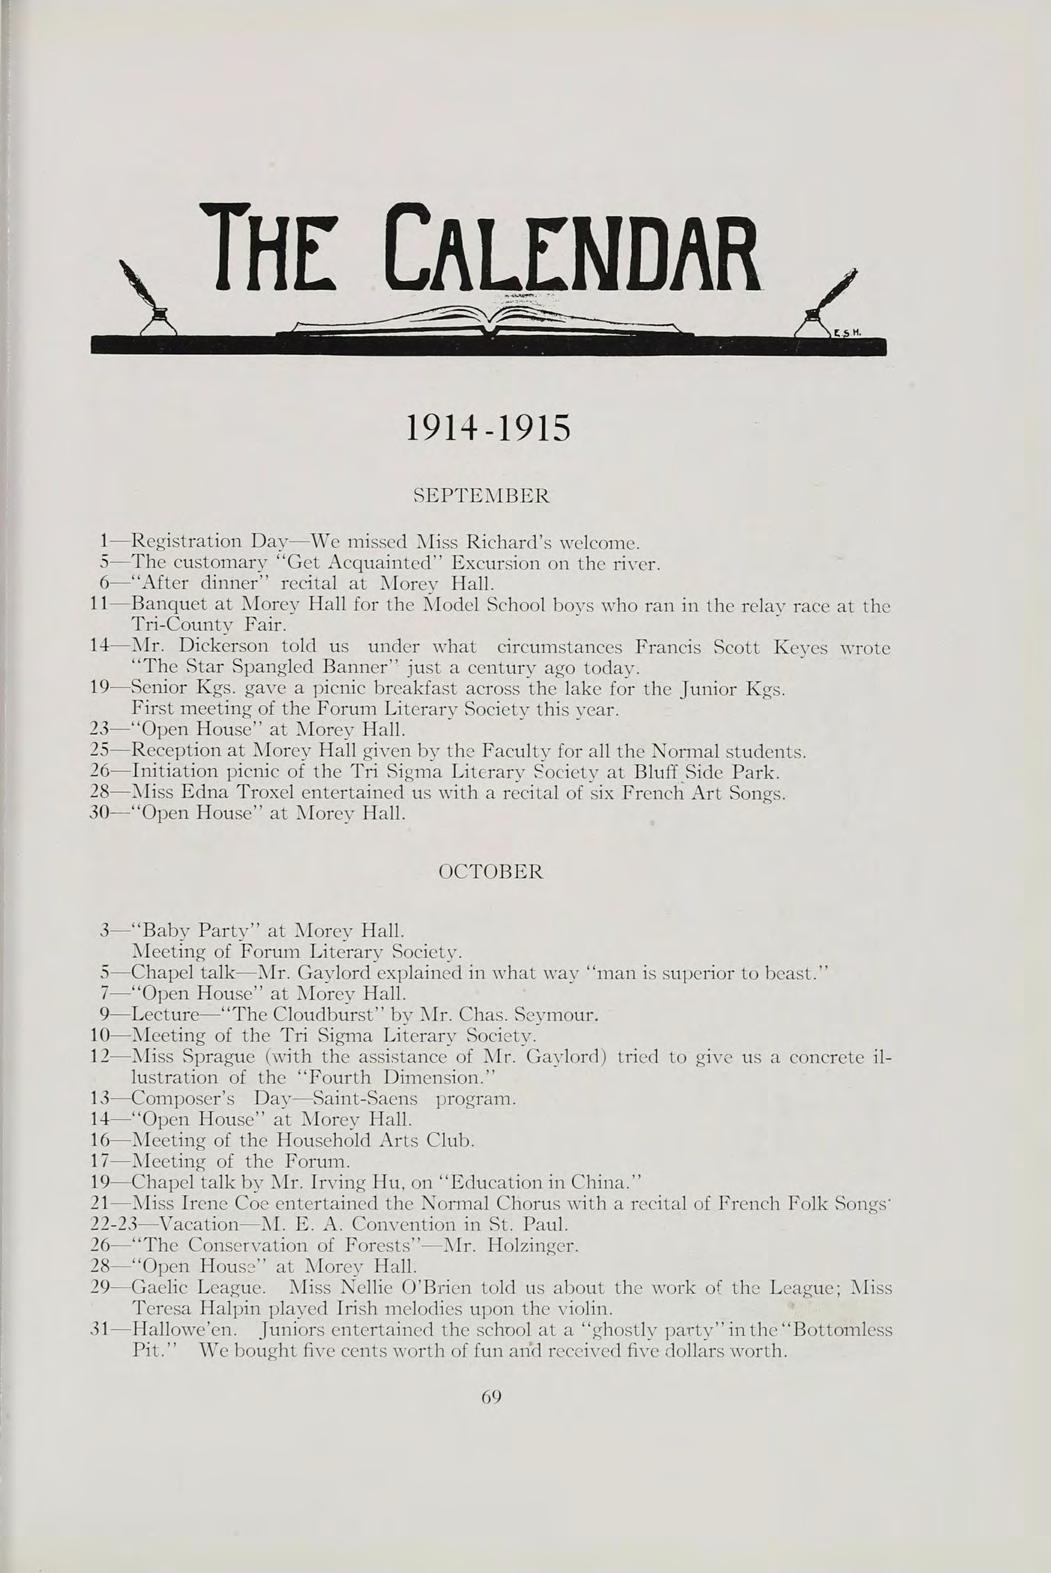 THE CALENDAR
E.S.H.
1914-1915
SEPTEMBER
1—Registration Day—We missed Miss Richard's welcome.
5—The customary "Get Acquainted" Excursion on the river.
6—"After dinner" recital at Morey Hall.
11—Banquet at Morey Hall for the Model School boys who ran in the relay race at the
Tri-County Fair.
14—Mr. Dickerson told us under what circumstances Francis Scott Keyes wrote
"The Star Spangled Banner" just a century ago today.
19—Senior Kgs. gave a picnic breakfast across the lake for the Junior Kgs.
First meeting of the Forum Literary Society this year.
23—"Open House" at Morey Hall.
25—Reception at Morey Hall given by the Faculty for all the Normal students.
26—Initiation picnic of the Tri Sigma Literary Society at Bluff Side Park.
28—Miss Edna Troxel entertained us with a recital of six French Art Songs.
30—"Open House" at Morey Hall.
OCTOBER
3—"Baby Party" at Morey Hall.
Meeting of Forum Literary Society.
5—Chapel talk—Mr. Gaylord explained in what way "man is superior to beast."
7—"Open House" at Morey Hall.
9—Lecture—"The Cloudburst" by Mr. Chas. Seymour.
10—Meeting of the Tri Sigma Literary Society.
12—Miss Sprague (with the assistance of Mr. Gaylord) tried to give us a concrete il-
lustration of the "Fourth Dimension."
13—Composer's Day—Saint-Saens program.
14—"Open House" at Morey Hall.
16—Meeting of the Household Arts Club.
17—Meeting of the Forum.
19—Chapel talk by Mr. Irving Hu, on "Education in China."
21—Miss Irene Coe entertained the Normal Chorus with a recital of French Folk Songs'
22-23—Vacation—M. E. A. Convention in St. Paul.
26—"The Conservation of Forests"—Mr. Holzinger.
28—"Open House" at Morey Hall.
29—Gaelic League. Miss Nellie O'Brien told us about the work of the League; Miss
Teresa Halpin played Irish melodies upon the violin.
31—Hallowe'en. Juniors entertained the school at a "ghostly party" in the "Bottomless
Pit." We bought five cents worth of fun and received five dollars worth.
69